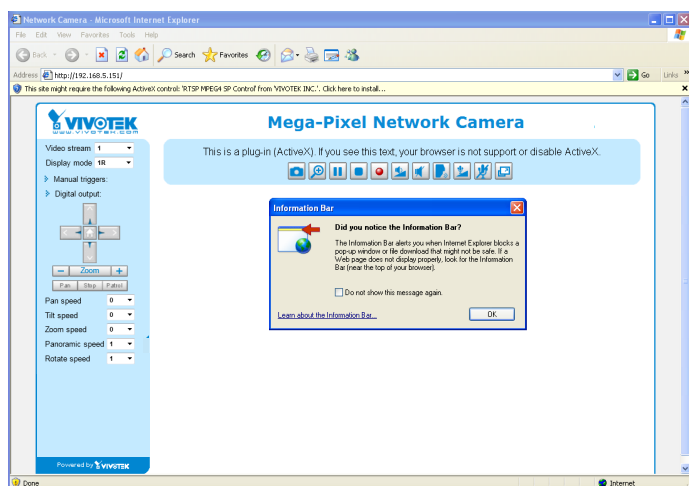 Network Camera - Microsoft Internet Explorer
File Edit View Favorites Tools Help
Back Search Favorites
Address http://192.168.5.151/ Go Links
This site might require the following ActiveX control: 'RTSP MPEG4 SP Control' from 'VIVOTEK INC.'. Click here to install...
VIVOTEK
www.vivotek.com
Mega-Pixel Network Camera
Video stream 1
Display mode 1R
Manual triggers:
Digital output:
This is a plug-in (ActiveX). If you see this text, your browser is not support or disable ActiveX.
Information Bar
Did you notice the Information Bar?
The Information Bar alerts you when Internet Explorer blocks a
pop-up window or file download that might not be safe. If a
Web page does not display properly, look for the Information
Bar (near the top of your browser).
Do not show this message again.
Learn about the Information Bar...
OK
Zoom
Pan Stop Patrol
Pan speed 0
Tilt speed 0
Zoom speed 0
Panoramic speed 1
Rotate speed 1
Powered by VIVOTEK
Done Internet